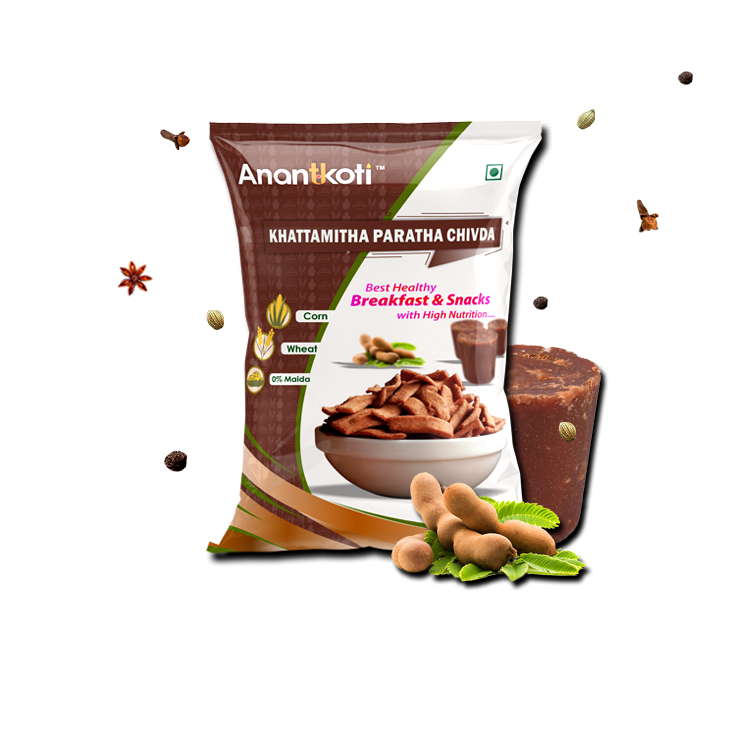 Anantkoti™
KHATTAMITHA PARATHA CHIVDA
Best Healthy
Breakfast & Snacks
with High Nutrition....
Corn
Wheat
0% Maida